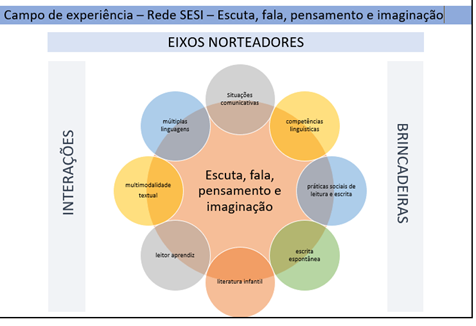 Campo de experiência – Rede SESI – Escuta, fala, pensamento e imaginação
EIXOS NORTEADORES
INTERAÇÕES
BRINCADEIRAS
Situações
comunicativas
múltiplas
linguagens
competências
linguísticas
multimodalidade
textual
Escuta, fala,
pensamento e
imaginação
práticas sociais de
leitura e escrita
leitor aprendiz
escrita
espontânea
literatura infantil